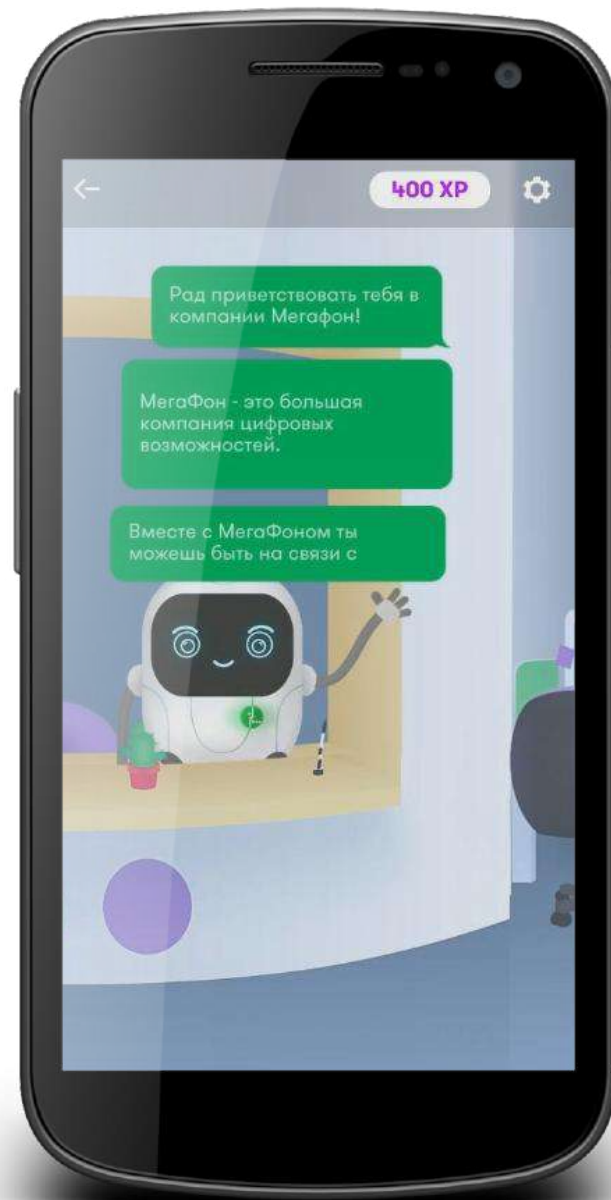 400 XP
Рад приветствовать тебя в
компании Мегафон!
МегаФон - это большая
компания цифровых
возможностей.
Вместе с МегаФоном ты
можешь быть на связи с